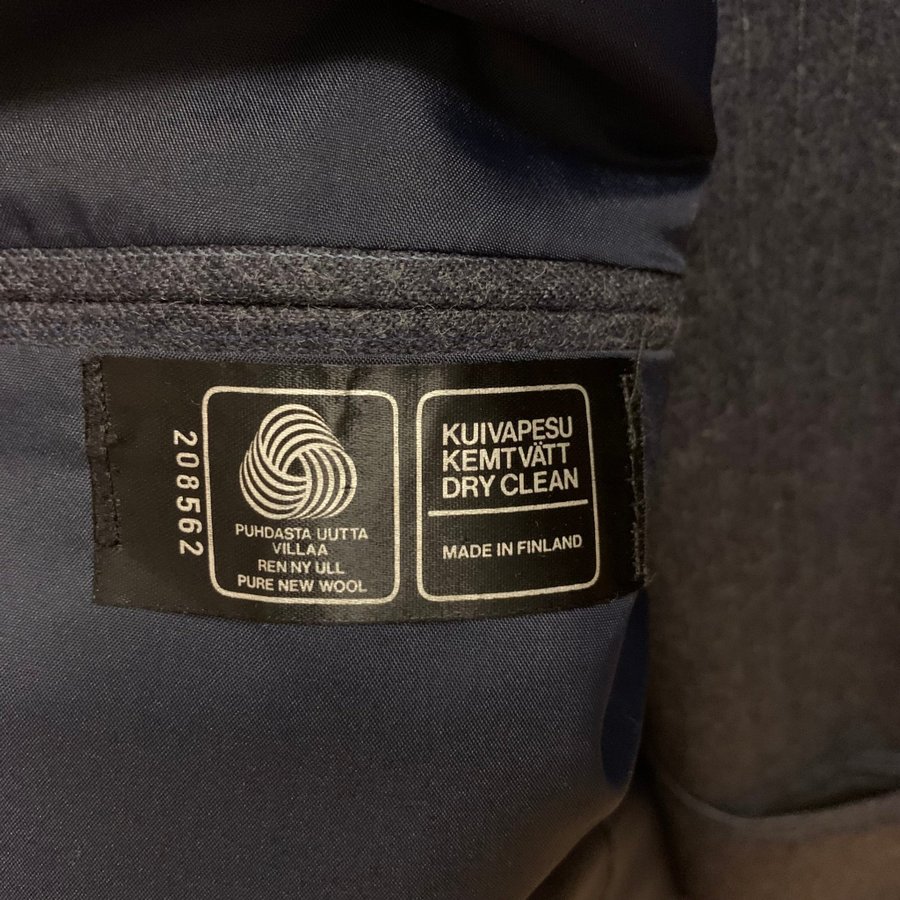 208562
PUHDASTA UUTTA
VILLAA
REN NY ULL
PURE NEW WOOL
KUIVAPESU
KEMTVÄTT
DRY CLEAN
MADE IN FINLAND